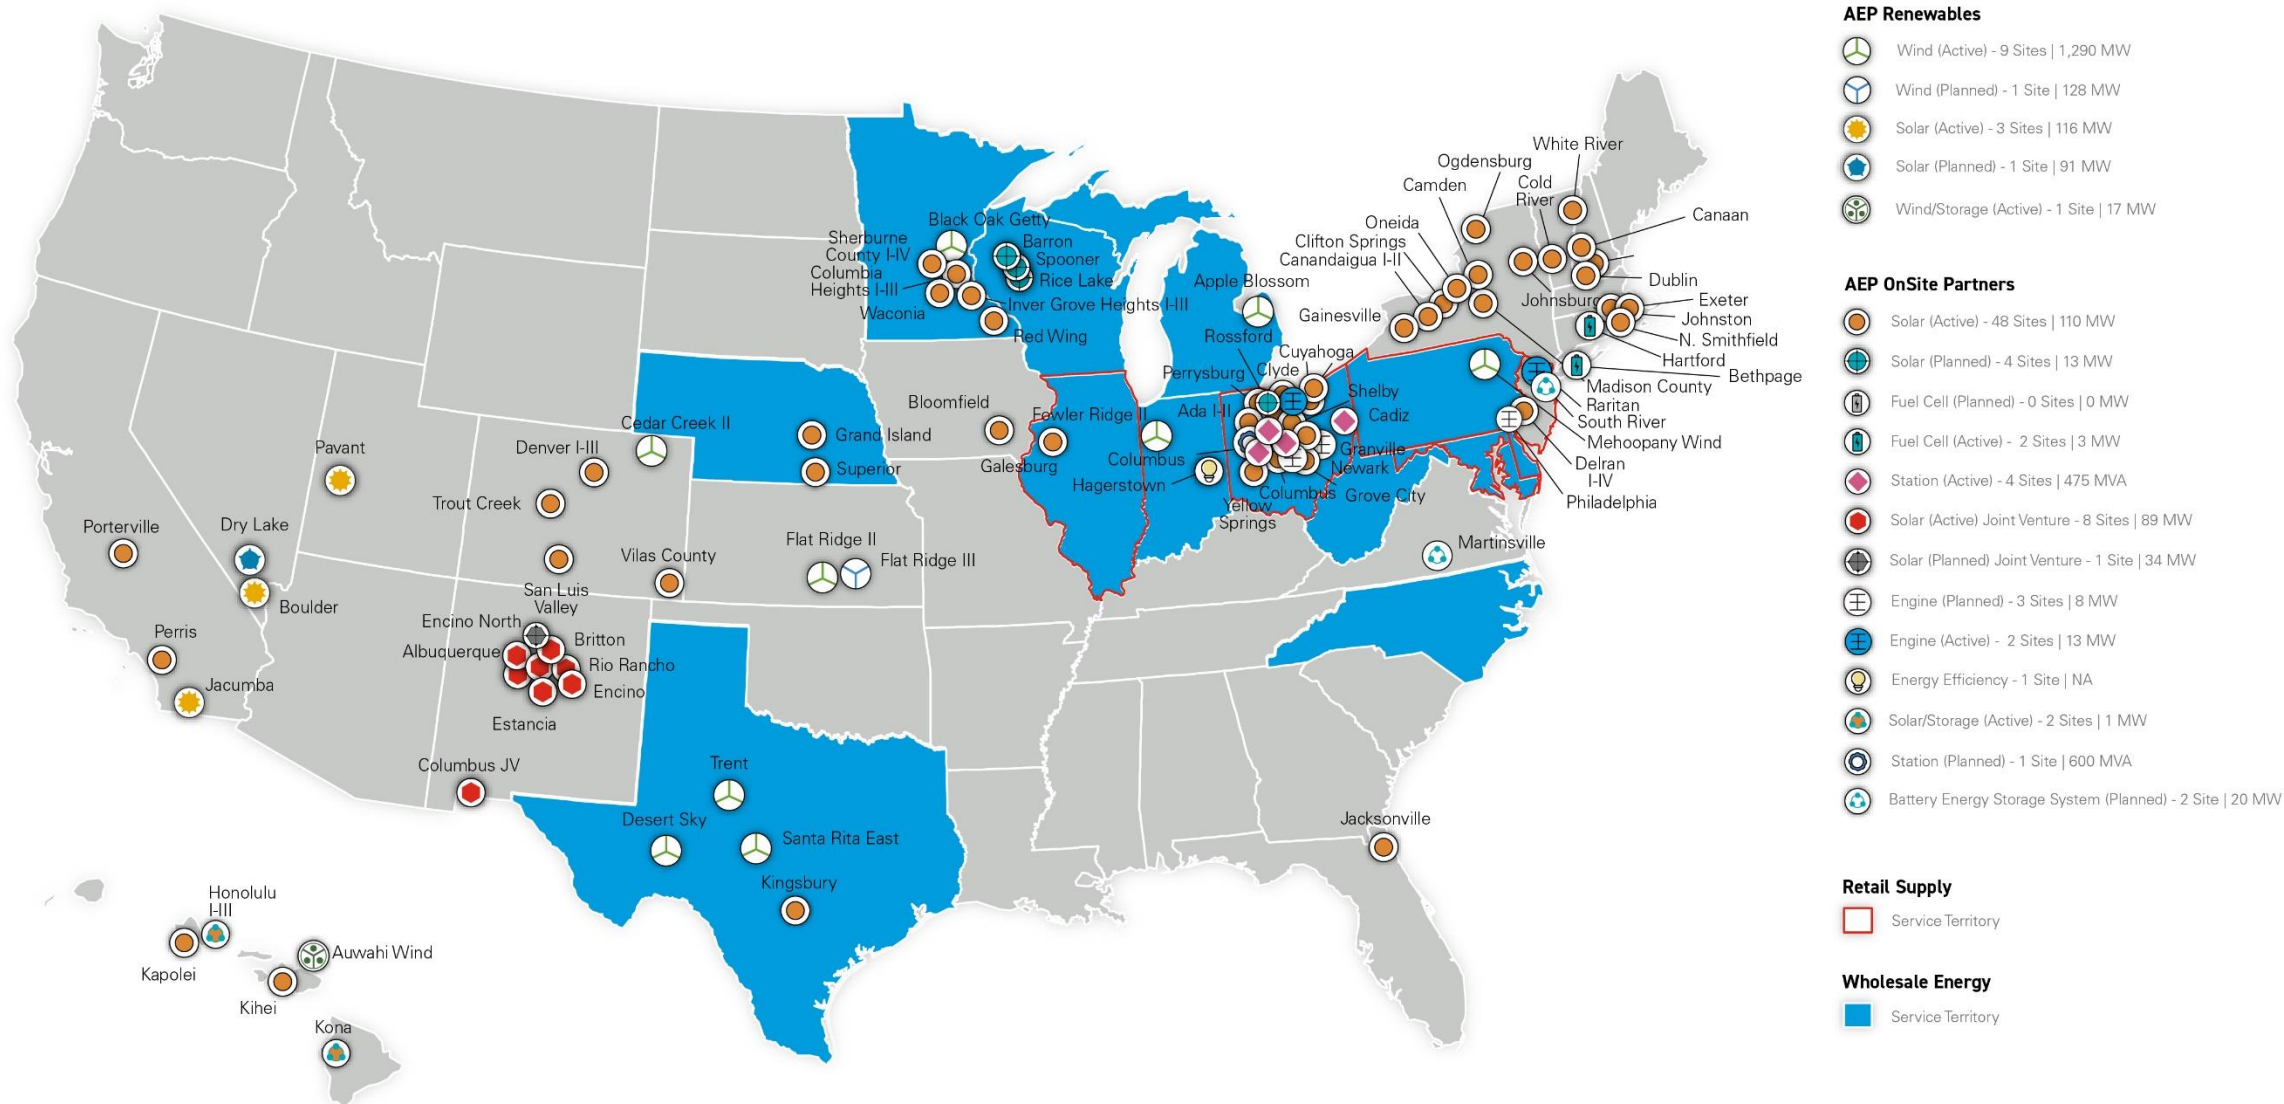 AEP Renewables
Wind (Active) - 9 Sites | 1,290 MW
Wind (Planned) - 1 Site | 128 MW
Solar (Active) - 3 Sites | 116 MW
Solar (Planned) - 1 Site | 91 MW
Wind/Storage (Active) - 1 Site | 17 MW
AEP OnSite Partners
Solar (Active) - 48 Sites | 110 MW
Solar (Planned) - 4 Sites | 13 MW
Fuel Cell (Planned) - 0 Sites | 0 MW
Fuel Cell (Active) - 2 Sites | 3 MW
Station (Active) - 4 Sites | 475 MVA
Solar (Active) Joint Venture - 8 Sites | 89 MW
Solar (Planned) Joint Venture - 1 Site | 34 MW
Engine (Planned) - 3 Sites | 8 MW
Engine (Active) - 2 Sites | 13 MW
Energy Efficiency - 1 Site | NA
Solar/Storage (Active) - 2 Sites | 1 MW
Station (Planned) - 1 Site | 600 MVA
Battery Energy Storage System (Planned) - 2 Site | 20 MW
Retail Supply
Service Territory
Wholesale Energy
Service Territory
White River
Ogdensburg
Cold
River
Camden
Canaan
Oneida
Clifton Springs
Canandaigua I-II
Dublin
Johnsburg
Exeter
Johnston
N. Smithfield
Hartford
Bethpage
Madison County
Raritan
South River
Mehoopany Wind
Delran
I-IV
Philadelphia
Gainesville
Black Oak Getty
Sherburne
County I-IV
Columbia
Heights I-III
Waconia
Barron
Spooner
Rice Lake
Inver Grove Heights I-III
Red Wing
Apple Blossom
Rossford
Cuyahoga
Clyde
Perrysburg
Shelby
Ada I-II
Cadiz
Granville
Newark
Columbus
Hagerstown
Columbus
Grove City
Yellow
Springs
Fowler Ridge II
Bloomfield
Galesburg
Cedar Creek II
Grand Island
Superior
Denver I-III
Trout Creek
San Luis
Valley
Vilas County
Flat Ridge II
Flat Ridge III
Pavant
Porterville
Dry Lake
Boulder
Perris
Jacumba
Encino North
Britton
Albuquerque
Rio Rancho
Encino
Estancia
Columbus JV
Trent
Desert Sky
Santa Rita East
Kingsbury
Martinsville
Jacksonville
Honolulu
I-III
Kapolei
Auwahi Wind
Kihei
Kona